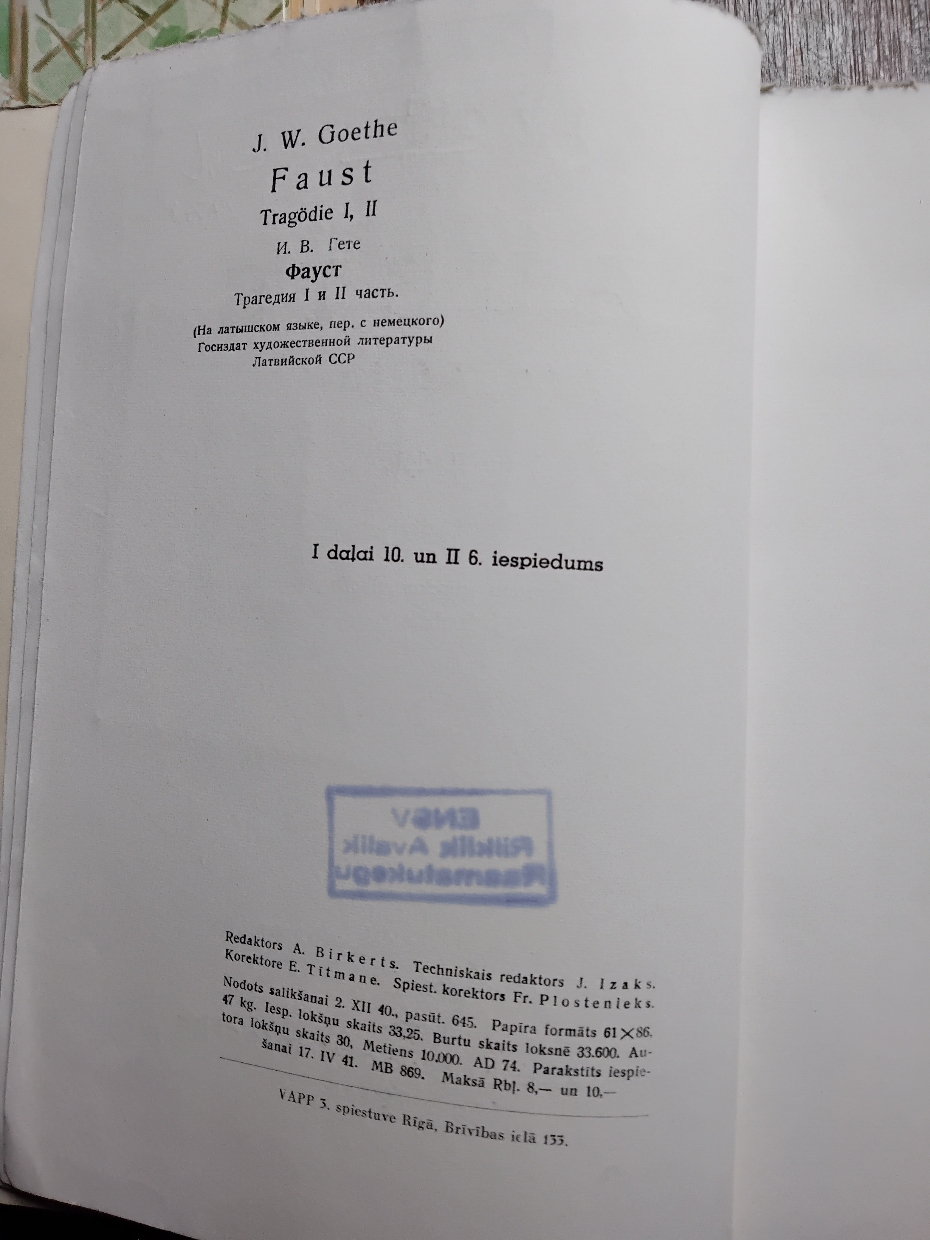 J. W. Goethe
Faust
Tragödie I, II
И. В. Гете
Фауст
Трагедия I и II часть.
(На латышском языке, пер. с немецкого)
Госиздат художественной литературы
Латвийской ССР
I daļai 10. un II 6. iespiedums
ENSV
Riiklik Avalik
Raamatukogu
Redaktors A. Birkerts. Techniskais redaktors J. Izaks.
Korektore E. Titmane. Spiest. korektors Fr. Plostenieks.
Nodots salikšanai 2. XII 40., pasūt. 645. Papīra formāts 61×86,
47 kg. Iesp. lokšņu skaits 33,25. Burtu skaits loksnē 33.600. Au-
tora lokšņu skaits 30, Metiens 10.000. AD 74. Parakstīts iespie-
šanai 17. IV 41. MB 869. Maksā Rbļ. 8,— un 10,—
VAPP 3. spiestuve Rīgā, Brīvības ielā 133.